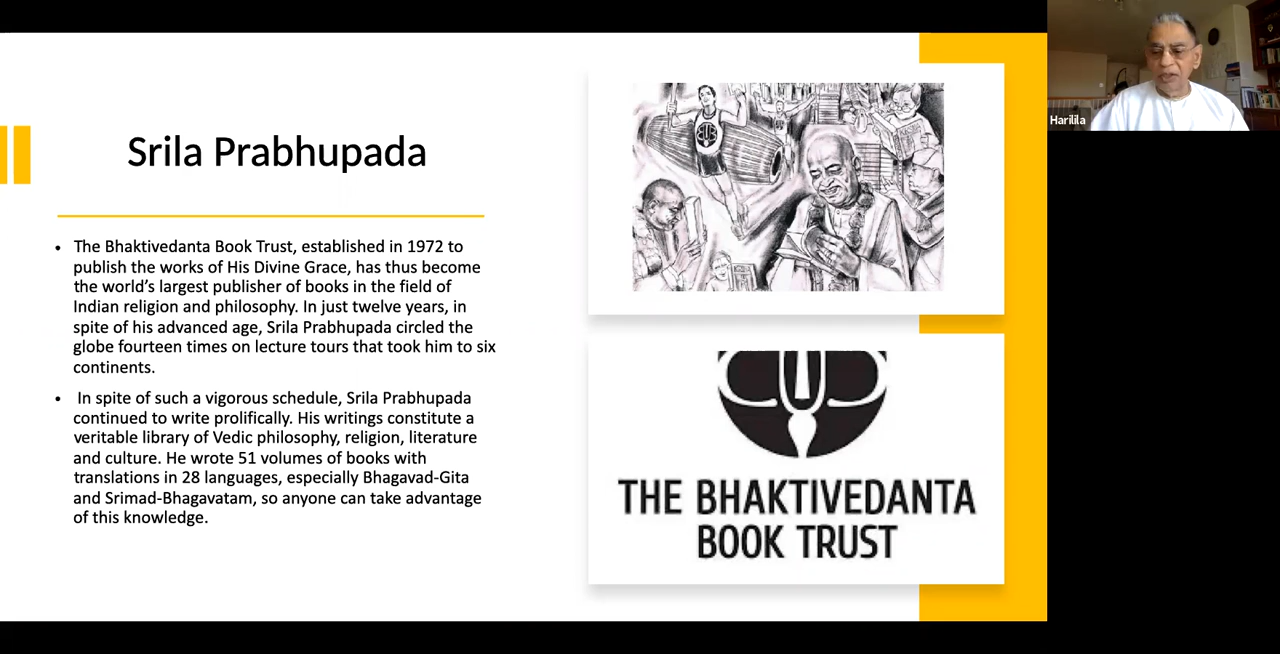 Srila Prabhupada
• The Bhaktivedanta Book Trust, established in 1972 to
publish the works of His Divine Grace, has thus become
the world’s largest publisher of books in the field of
Indian religion and philosophy. In just twelve years, in
spite of his advanced age, Srila Prabhupada circled the
globe fourteen times on lecture tours that took him to six
continents.
• In spite of such a vigorous schedule, Srila Prabhupada
continued to write prolifically. His writings constitute a
veritable library of Vedic philosophy, religion, literature
and culture. He wrote 51 volumes of books with
translations in 28 languages, especially Bhagavad-Gita
and Srimad-Bhagavatam, so anyone can take advantage
of this knowledge.
THE BHAKTIVEDANTA
BOOK TRUST
Harilila